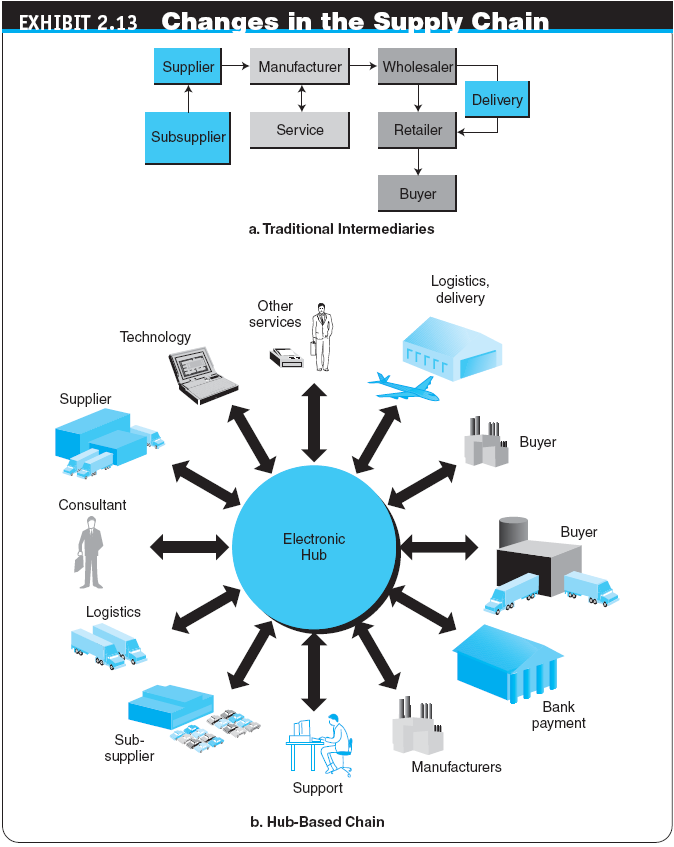 EXHIBIT 2.13 Changes in the Supply Chain
Supplier
Manufacturer
Wholesaler
Delivery
Subsupplier
Service
Retailer
Buyer
a. Traditional Intermediaries
Logistics,
delivery
Other
services
Technology
Supplier
Buyer
Consultant
Electronic
Hub
Buyer
Logistics
Bank
payment
Sub-
supplier
Manufacturers
Support
b. Hub-Based Chain